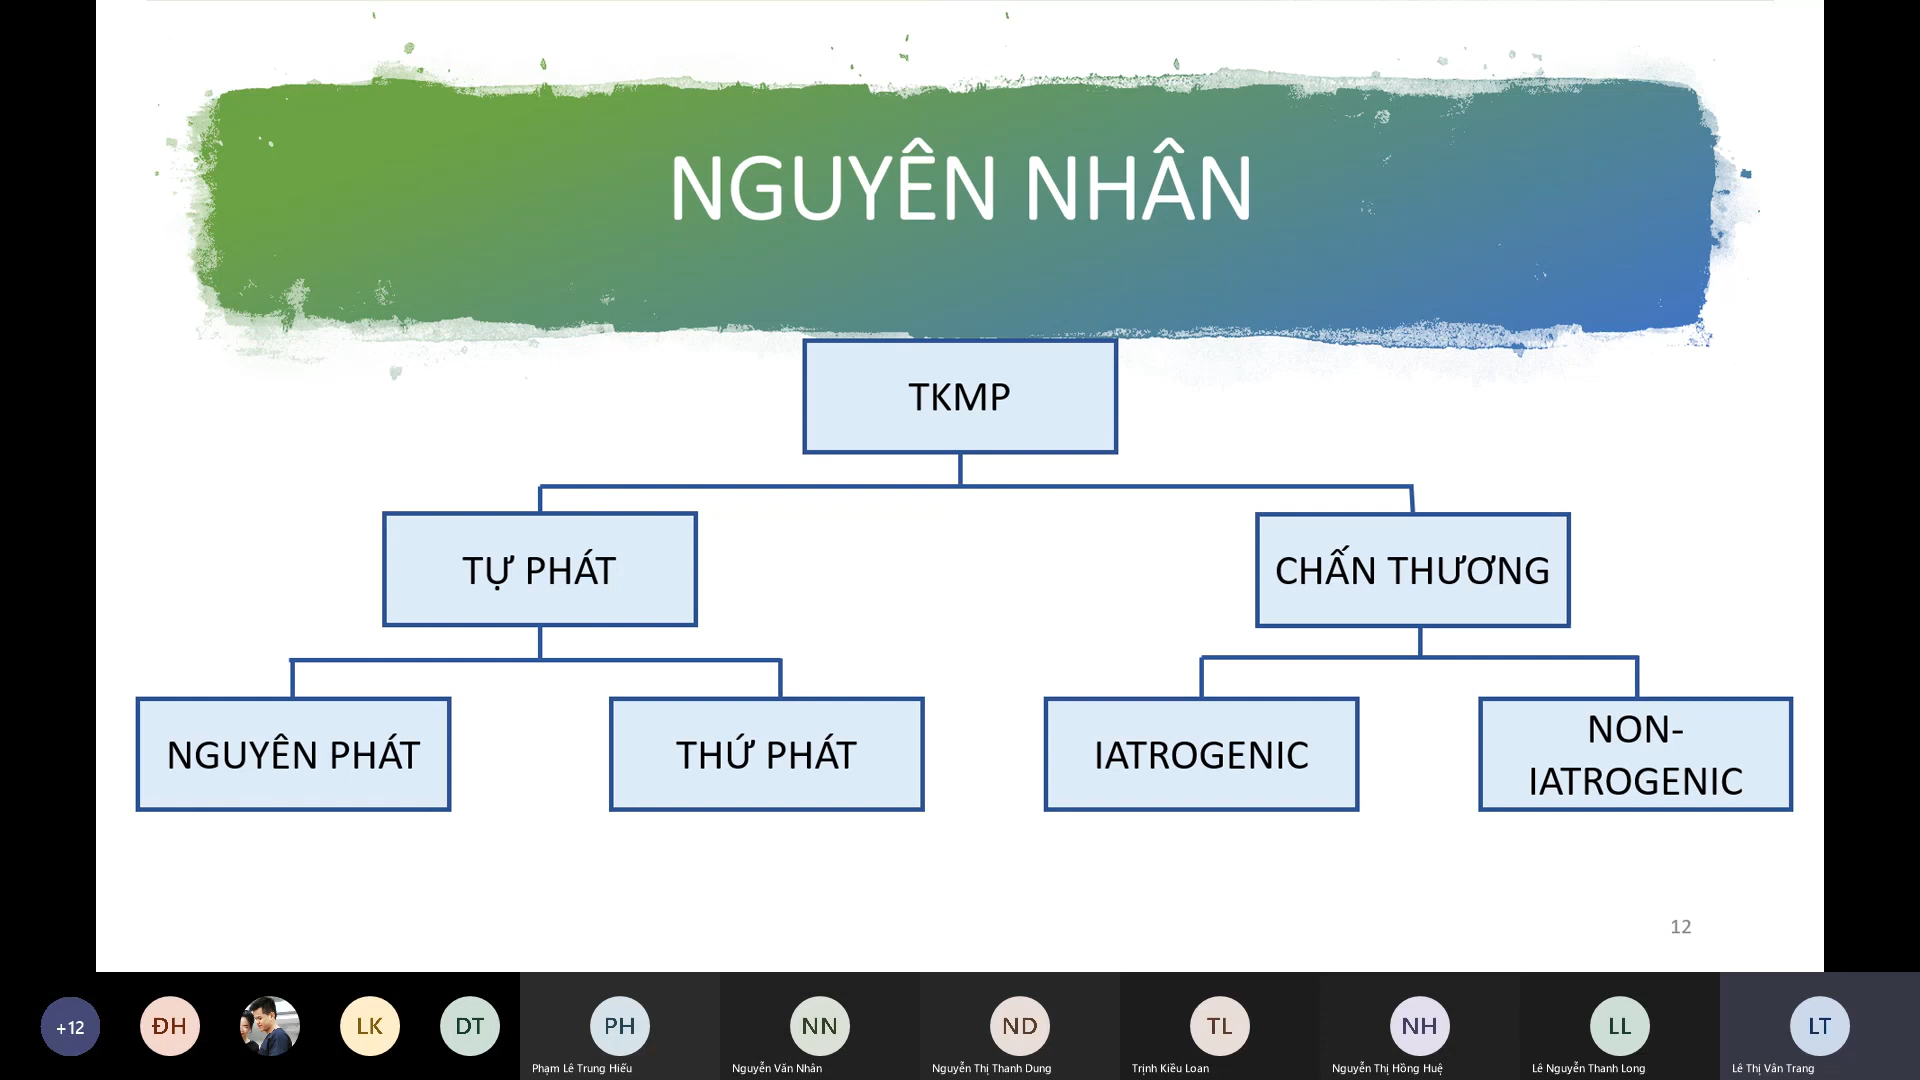 NGUYÊN NHÂN
TKMP
TỰ PHÁT
CHẤN THƯƠNG
NGUYÊN PHÁT
THỨ PHÁT
IATROGENIC
NON-
IATROGENIC
12
+12
ĐH
LK
DT
PH
NN
ND
TL
NH
LL
LT
Phạm Lê Trung Hiếu
Nguyễn Văn Nhân
Nguyễn Thị Thanh Dung
Trịnh Kiều Loan
Nguyễn Thị Hồng Huệ
Lê Nguyễn Thanh Long
Lê Thị Vân Trang